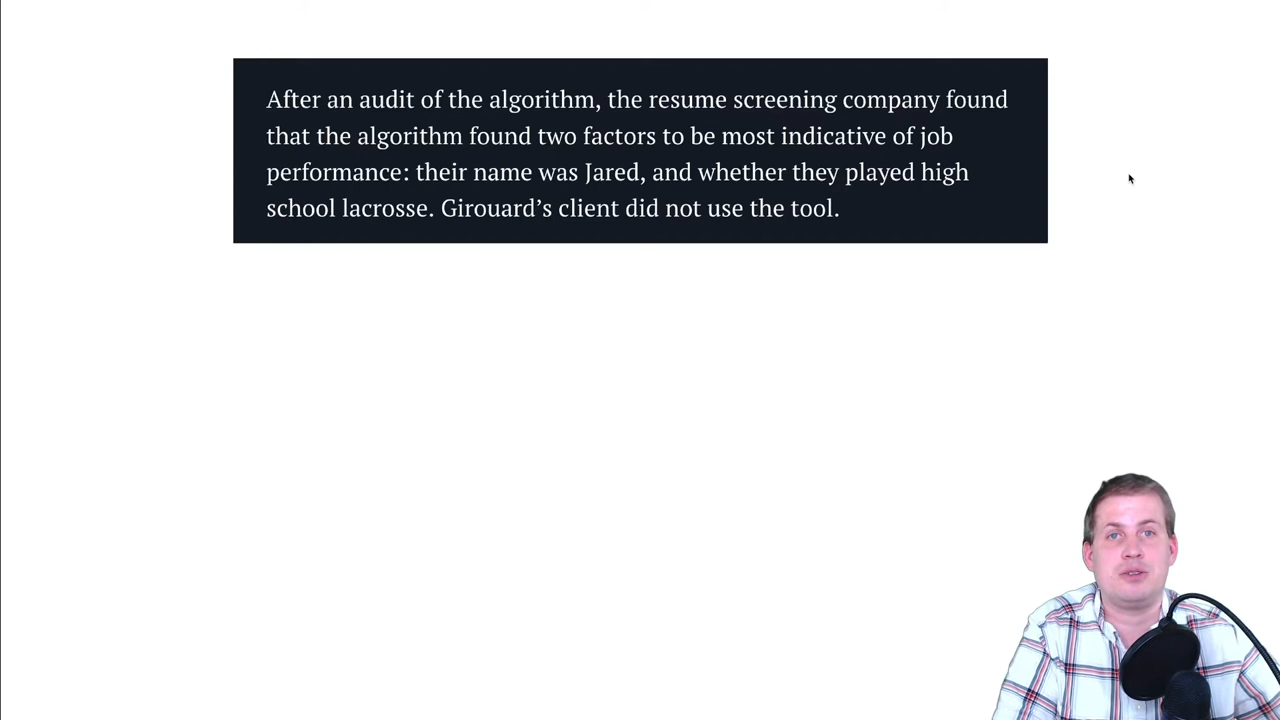 After an audit of the algorithm, the resume screening company found
that the algorithm found two factors to be most indicative of job
performance: their name was Jared, and whether they played high
school lacrosse. Girouard’s client did not use the tool.